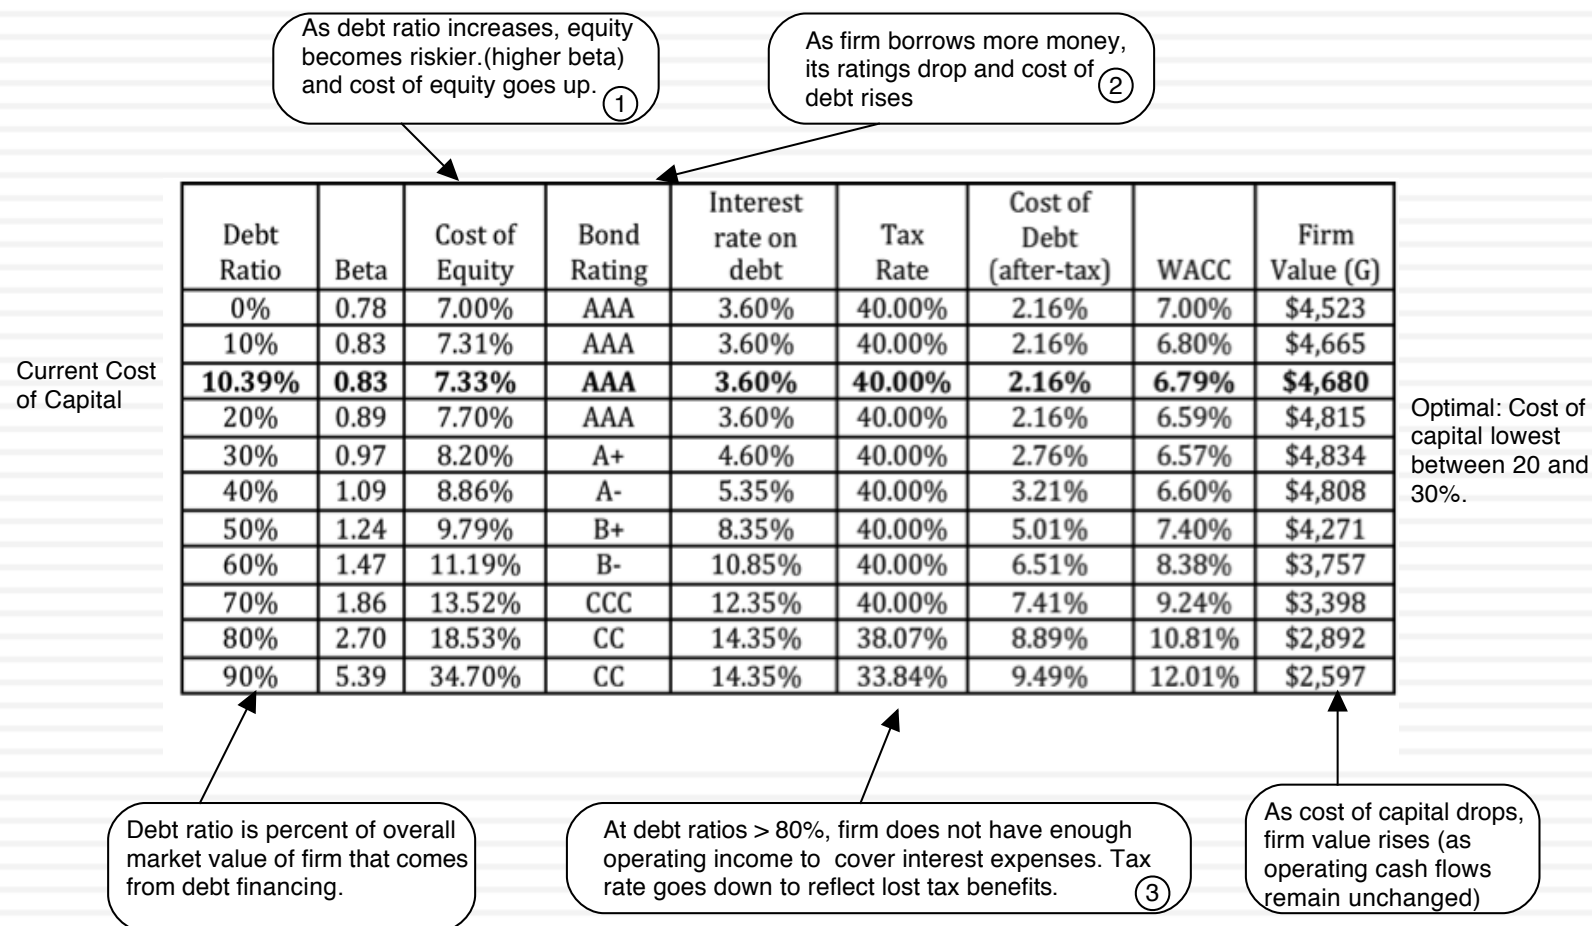 As debt ratio increases, equity
becomes riskier.(higher beta)
and cost of equity goes up.
1
As firm borrows more money,
its ratings drop and cost of
debt rises
2
Debt Ratio Beta Cost of Equity Bond Rating Interest rate on debt Tax Rate Cost of Debt (after-tax) WACC Firm Value (G)
0% 0.78 7.00% AAA 3.60% 40.00% 2.16% 7.00% $4,523
10% 0.83 7.31% AAA 3.60% 40.00% 2.16% 6.80% $4,665
10.39% 0.83 7.33% AAA 3.60% 40.00% 2.16% 6.79% $4,680
20% 0.89 7.70% AAA 3.60% 40.00% 2.16% 6.59% $4,815
30% 0.97 8.20% A+ 4.60% 40.00% 2.76% 6.57% $4,834
40% 1.09 8.86% A- 5.35% 40.00% 3.21% 6.60% $4,808
50% 1.24 9.79% B+ 8.35% 40.00% 5.01% 7.40% $4,271
60% 1.47 11.19% B- 10.85% 40.00% 6.51% 8.38% $3,757
70% 1.86 13.52% CCC 12.35% 40.00% 7.41% 9.24% $3,398
80% 2.70 18.53% CC 14.35% 38.07% 8.89% 10.81% $2,892
90% 5.39 34.70% CC 14.35% 33.84% 9.49% 12.01% $2,597
Current Cost
of Capital
Optimal: Cost of
capital lowest
between 20 and
30%.
Debt ratio is percent of overall
market value of firm that comes
from debt financing.
At debt ratios > 80%, firm does not have enough
operating income to cover interest expenses. Tax
rate goes down to reflect lost tax benefits.
3
As cost of capital drops,
firm value rises (as
operating cash flows
remain unchanged)